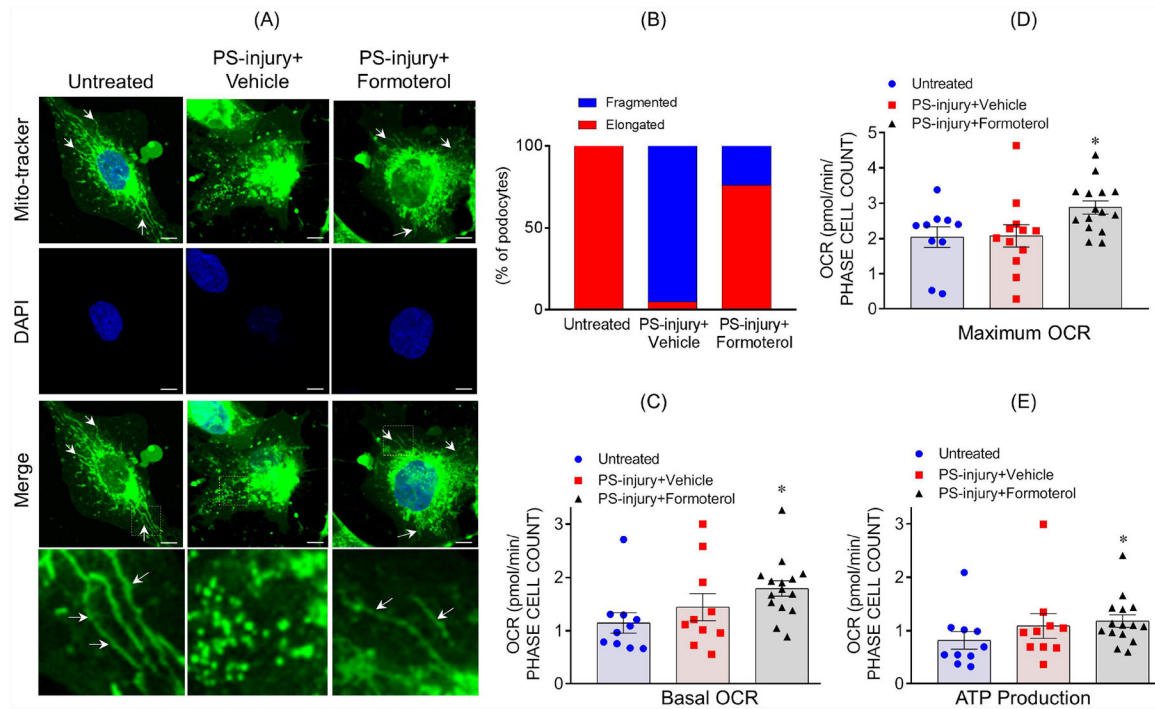 (A)
Untreated
PS-injury+
Vehicle
PS-injury+
Formoterol
Mito-tracker
DAPI
Merge
(B)
Fragmented
Elongated
(% of podocytes)
100
50
0
Untreated
PS-injury+
Vehicle
PS-injury+
Formoterol
(D)
Untreated
PS-injury+Vehicle
PS-injury+Formoterol
OCR (pmol/min/
PHASE CELL COUNT)
5
4
3
2
1
0
*
Maximum OCR
(C)
Untreated
PS-injury+Vehicle
PS-injury+Formoterol
OCR (pmol/min/
PHASE CELL COUNT)
3
2
1
0
*
Basal OCR
(E)
Untreated
PS-injury+Vehicle
PS-injury+Formoterol
OCR (pmol/min/
PHASE CELL COUNT)
3
2
1
0
*
ATP Production